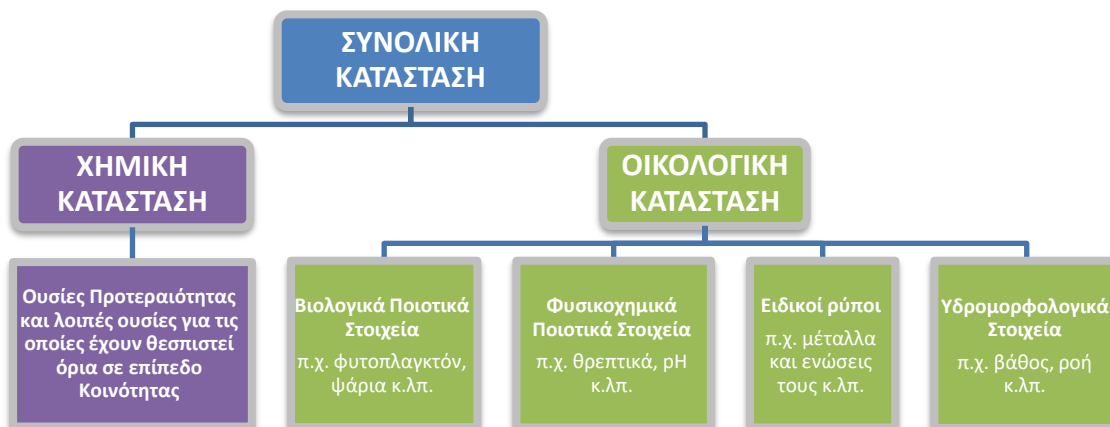 ΣΥΝΟΛΙΚΗ
ΚΑΤΑΣΤΑΣΗ
ΧΗΜΙΚΗ
ΚΑΤΑΣΤΑΣΗ
ΟΙΚΟΛΟΓΙΚΗ
ΚΑΤΑΣΤΑΣΗ
Ουσίες Προτεραιότητας
και λοιπές ουσίες για τις
οποίες έχουν θεσπιστεί
όρια σε επίπεδο
Κοινότητας
Βιολογικά Ποιοτικά
Στοιχεία
π.χ. φυτοπλαγκτόν,
ψάρια κ.λπ.
Φυσικοχημικά
Ποιοτικά Στοιχεία
π.χ. θρεπτικά, pH
κ.λπ.
Ειδικοί ρύποι
π.χ. μέταλλα
και ενώσεις
τους κ.λπ.
Υδρομορφολογικά
Στοιχεία
π.χ. βάθος, ροή
κ.λπ.